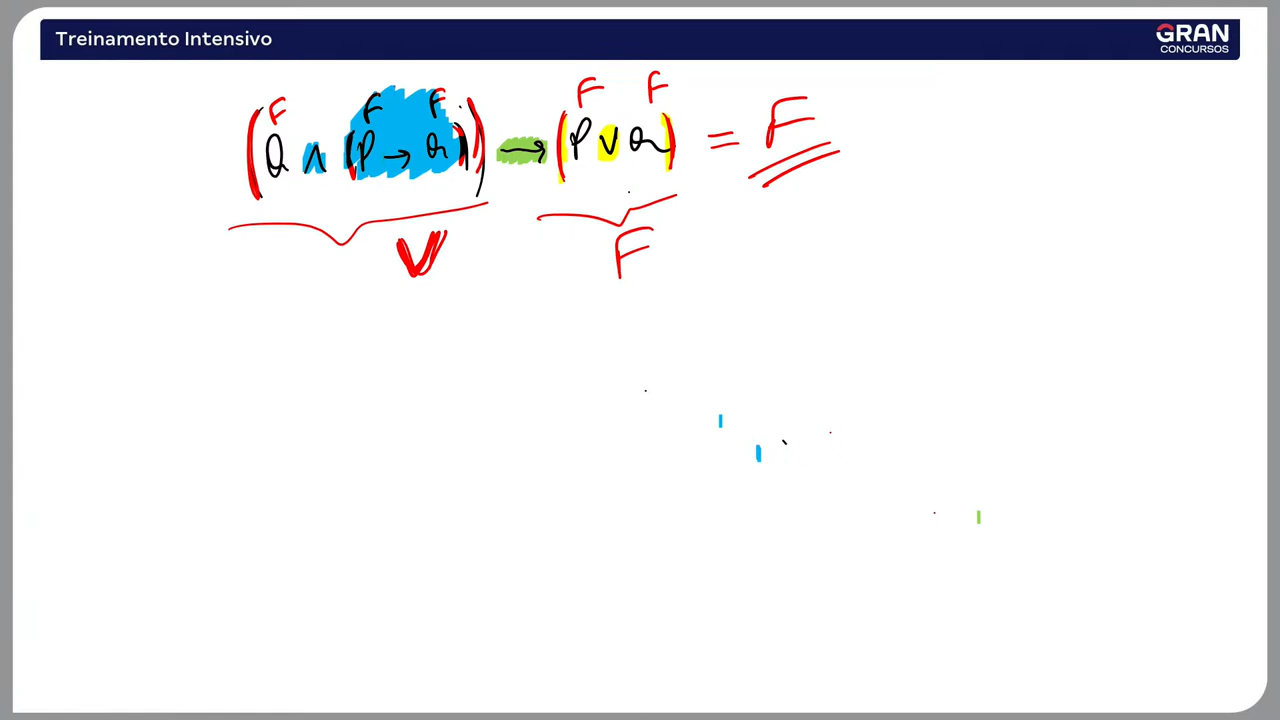 Treinamento Intensivo
GRAN
CONCURSOS
F F F F F
(Q ∧ (P → Q)) → (P ∨ Q) = F
V F